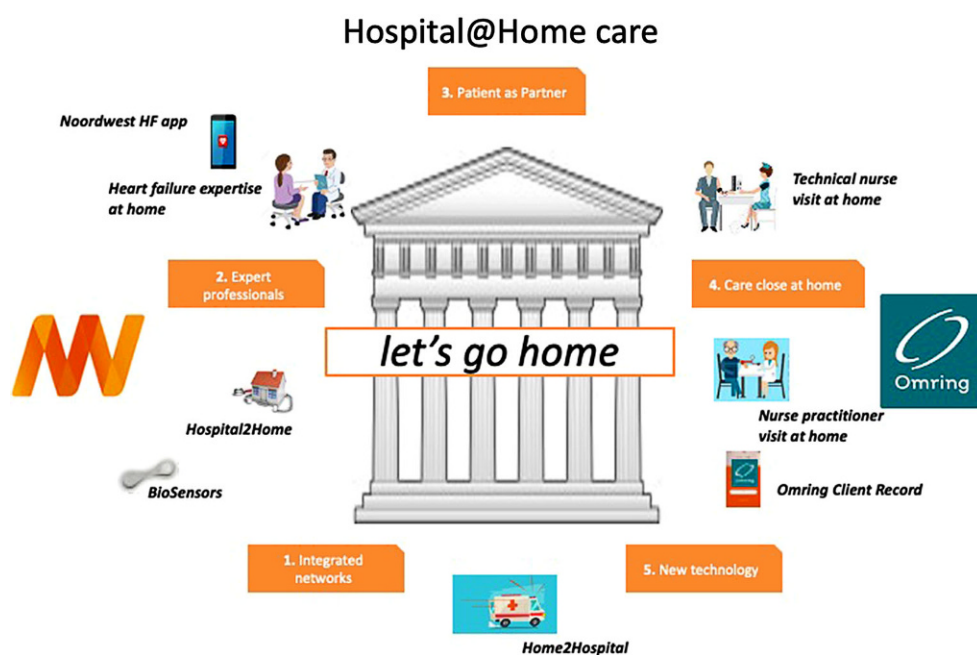 Hospital@Home care
3. Patient as Partner
Noordwest HF app
Heart failure expertise
at home
Technical nurse
visit at home
2. Expert
professionals
4. Care close at home
let's go home
Omring
Hospital2Home
Nurse practitioner
visit at home
BioSensors
Omring
Omring Client Record
1. Integrated
networks
5. New technology
Home2Hospital